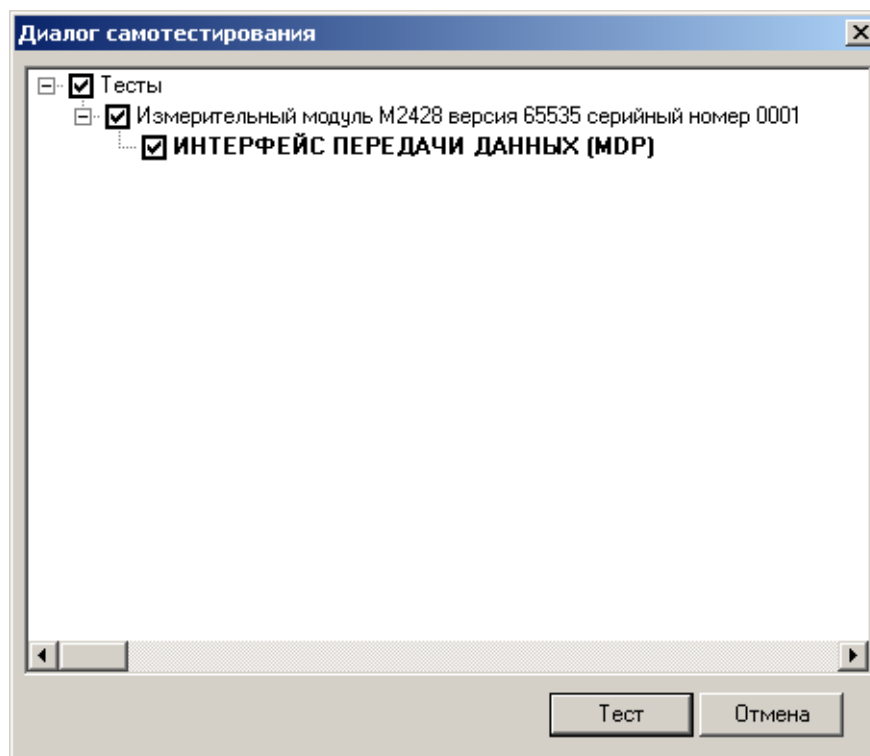 Диалог самотестирования
Тесты
Измерительный модуль М2428 версия 65535 серийный номер 0001
ИНТЕРФЕЙС ПЕРЕДАЧИ ДАННЫХ (MDP)
Тест Отмена